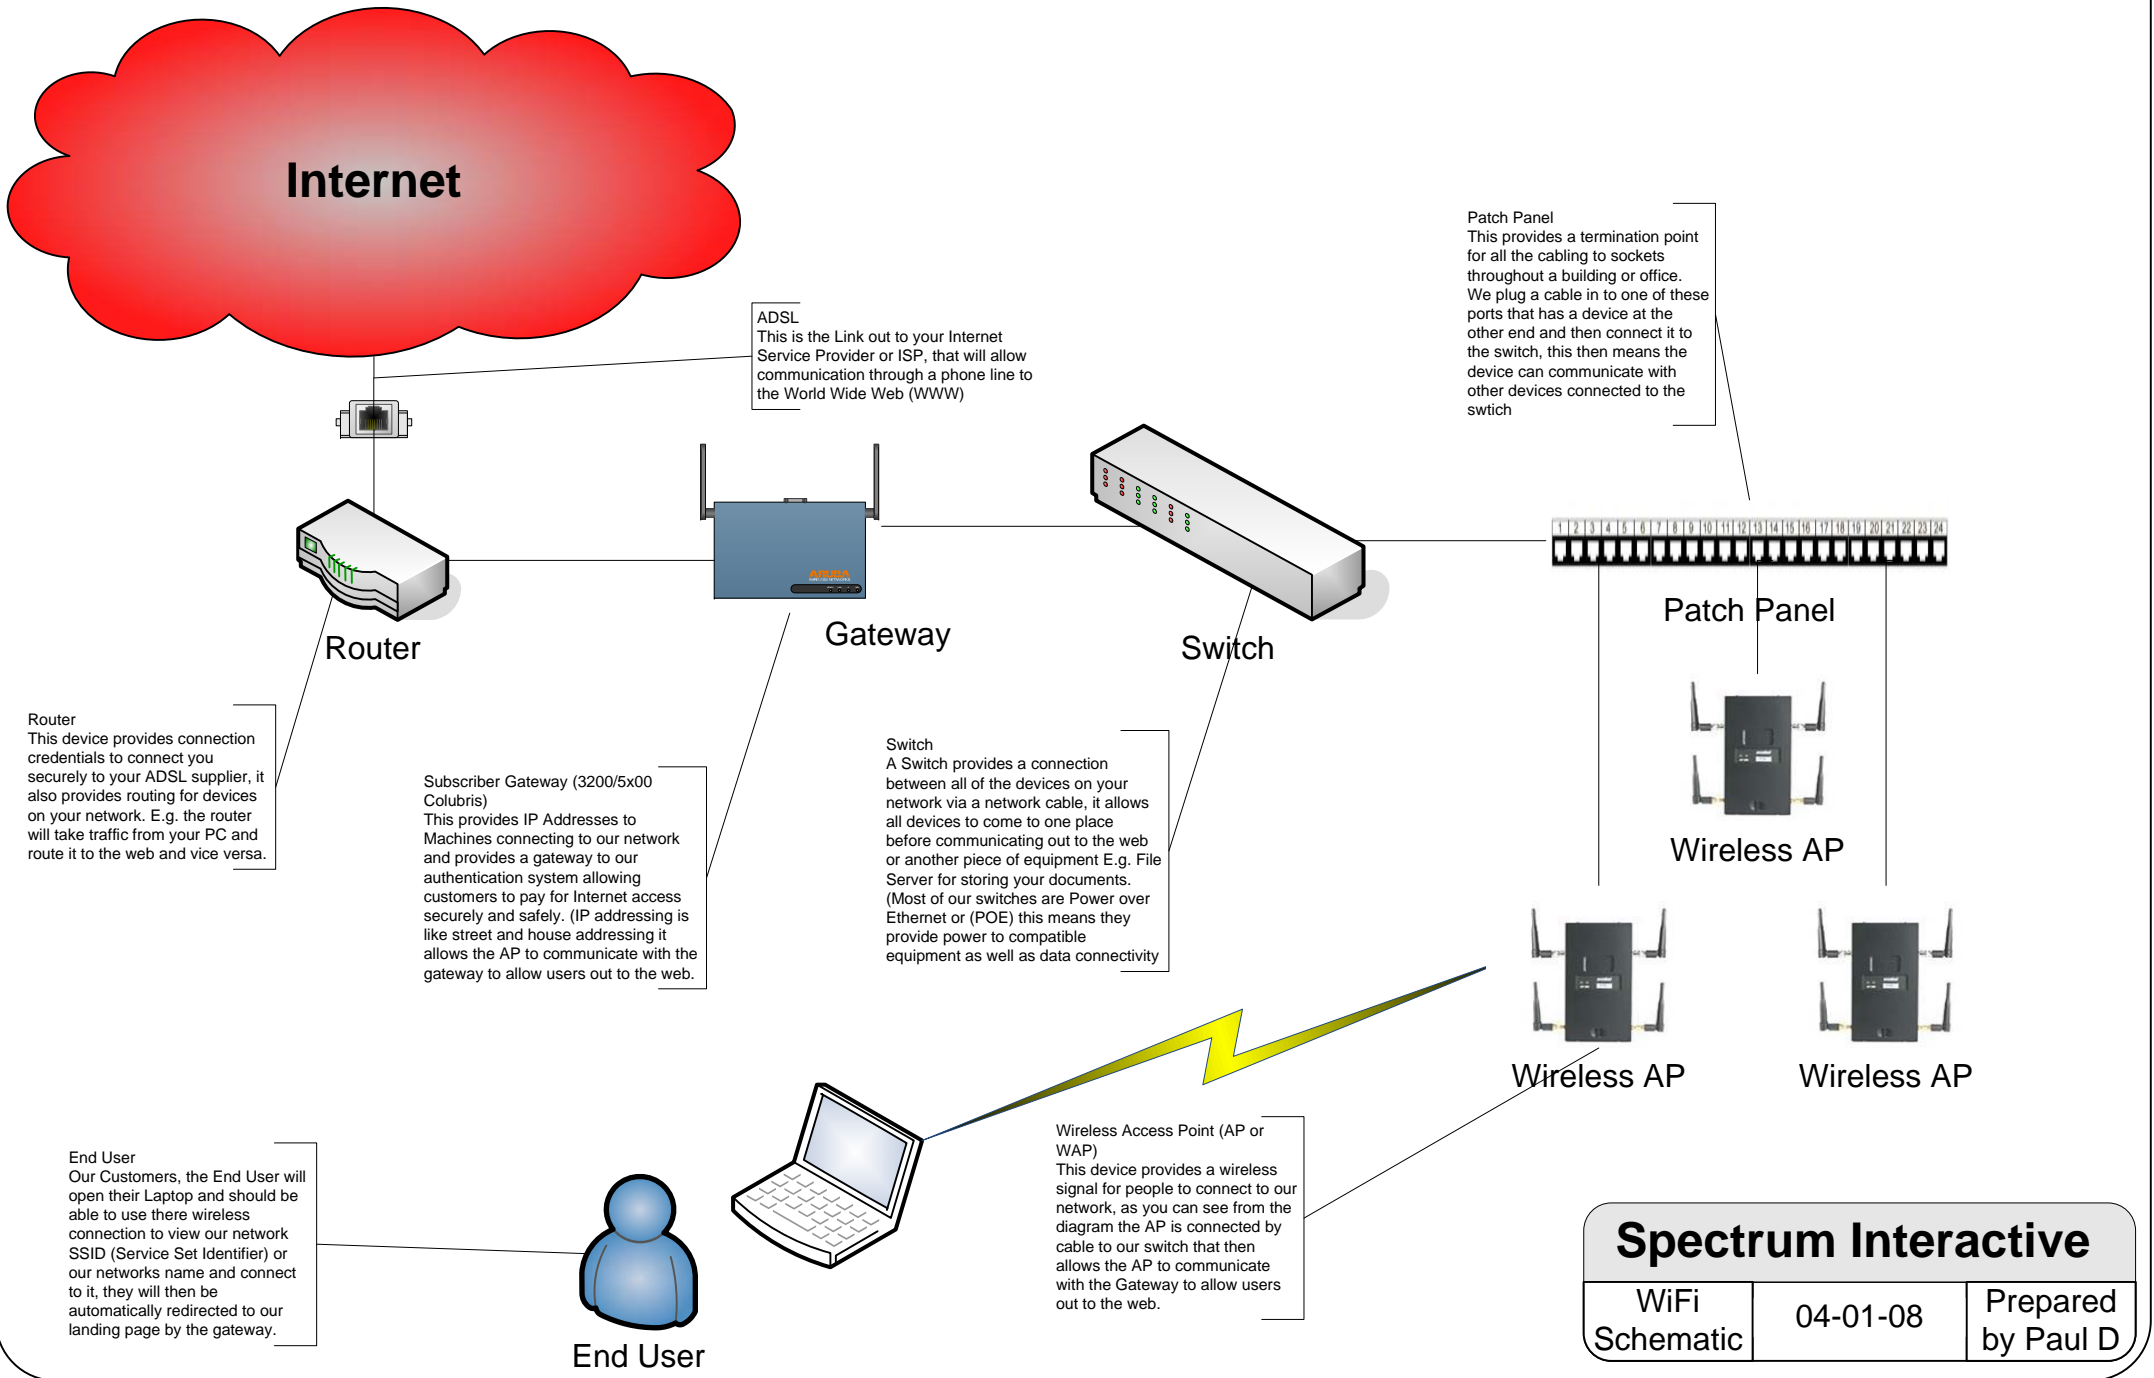 Internet
ADSL
This is the Link out to your Internet
Service Provider or ISP, that will allow
communication through a phone line to
the World Wide Web (WWW)
Patch Panel
This provides a termination point
for all the cabling to sockets
throughout a building or office.
We plug a cable in to one of these
ports that has a device at the
other end and then connect it to
the switch, this then means the
device can communicate with
other devices connected to the
swtich
1 2 3 4 5 6 7 8 9 10 11 12 13 14 15 16 17 18 19 20 21 22 23 24
ARUBA
Router
Gateway
Switch
Patch Panel
Router
This device provides connection
credentials to connect you
securely to your ADSL supplier, it
also provides routing for devices
on your network. E.g. the router
will take traffic from your PC and
route it to the web and vice versa.
Subscriber Gateway (3200/5x00
Colubris)
This provides IP Addresses to
Machines connecting to our network
and provides a gateway to our
authentication system allowing
customers to pay for Internet access
securely and safely. (IP addressing is
like street and house addressing it
allows the AP to communicate with the
gateway to allow users out to the web.
Switch
A Switch provides a connection
between all of the devices on your
network via a network cable, it allows
all devices to come to one place
before communicating out to the web
or another piece of equipment E.g. File
Server for storing your documents.
(Most of our switches are Power over
Ethernet or (POE) this means they
provide power to compatible
equipment as well as data connectivity
Wireless AP
Wireless AP
Wireless AP
End User
Our Customers, the End User will
open their Laptop and should be
able to use there wireless
connection to view our network
SSID (Service Set Identifier) or
our networks name and connect
to it, they will then be
automatically redirected to our
landing page by the gateway.
End User
Wireless Access Point (AP or
WAP)
This device provides a wireless
signal for people to connect to our
network, as you can see from the
diagram the AP is connected by
cable to our switch that then
allows the AP to communicate
with the Gateway to allow users
out to the web.
Spectrum Interactive
WiFi
Schematic
04-01-08
Prepared
by Paul D